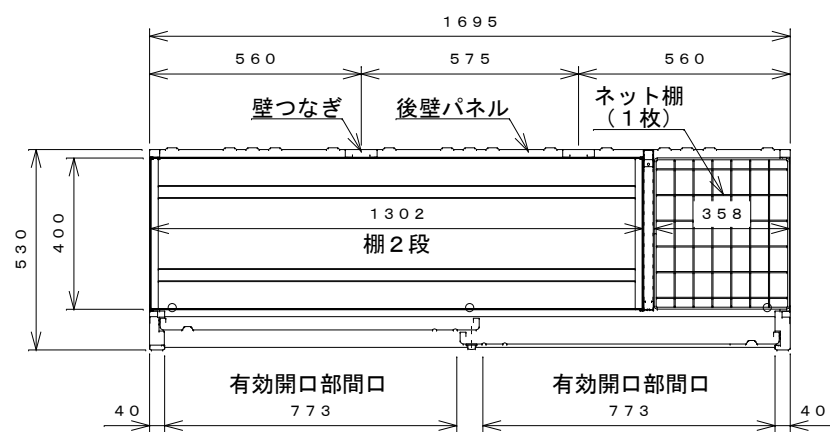 1695
560 575 560
壁つなぎ 後壁パネル ネット棚
（１枚）
530
400
1302
358
棚２段
有効開口部間口 有効開口部間口
40 773 773 40